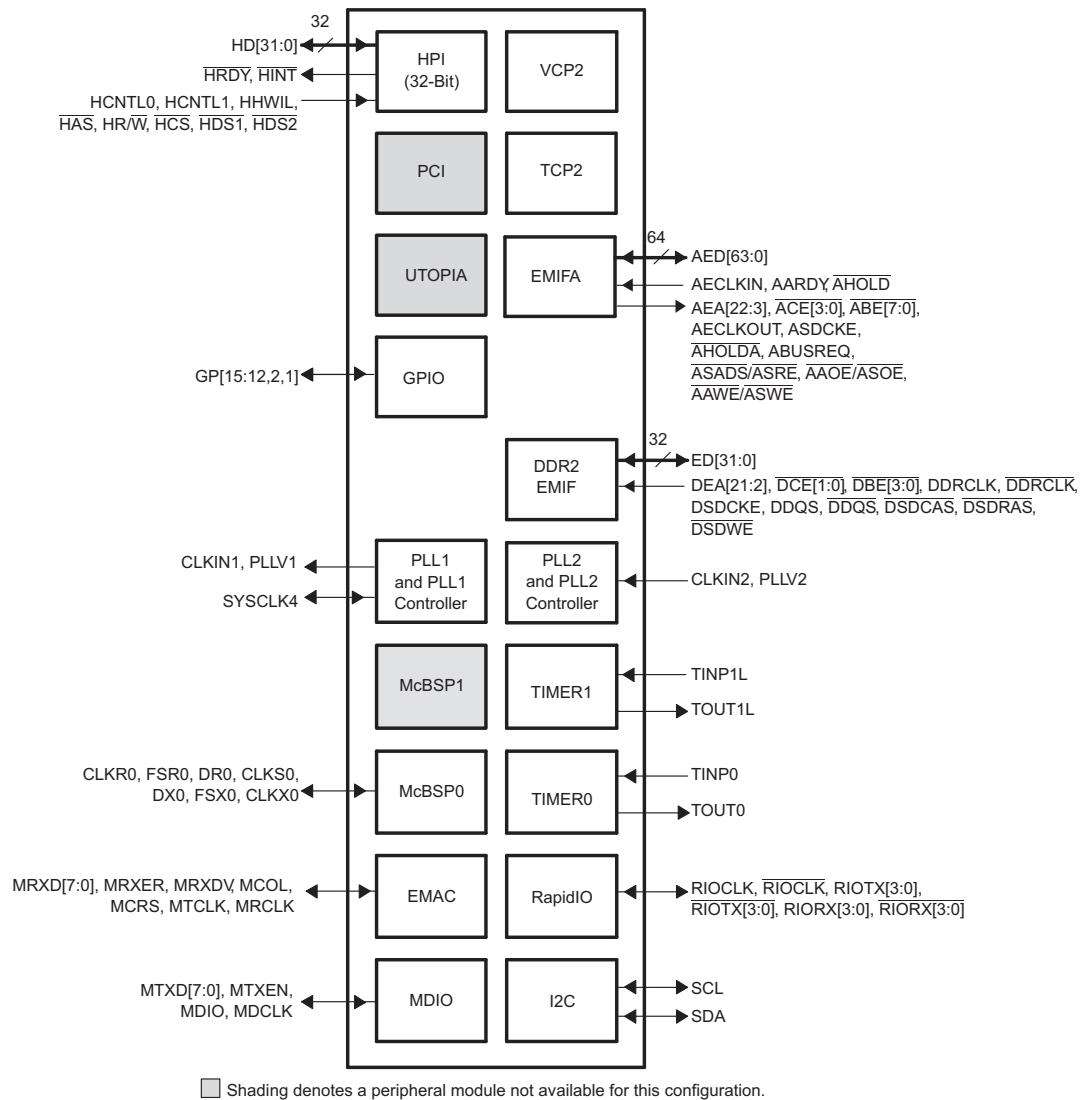 32
HD[31:0]
HRDY, HINT
HCNTL0, HCNTL1, HHWIL,
HAS, HR/W, HCS, HDS1, HDS2
HPI
(32-Bit)
VCP2
PCI
TCP2
UTOPIA
EMIFA
64
AED[63:0]
AECLKIN, AARDY, AHOLD
AEA[22:3], ACE[3:0], ABE[7:0],
AECLKOUT, ASDCKE,
AHOLDA, ABUSREQ,
ASADS/ASRE, AAOE/ASOE,
AAWE/ASWE
GP[15:12,2,1]
GPIO
DDR2
EMIF
32
ED[31:0]
DEA[21:2], DCE[1:0], DBE[3:0], DDRCLK, DDRCLK,
DSDCKE, DDQS, DDQS, DSDCAS, DSDRAS,
DSDWE
CLKIN1, PLLV1
SYSCLK4
PLL1
and PLL1
Controller
PLL2
and PLL2
Controller
CLKIN2, PLLV2
McBSP1
TIMER1
TINP1L
TOUT1L
CLKR0, FSR0, DR0, CLKS0,
DX0, FSX0, CLKX0
McBSP0
TIMER0
TINP0
TOUT0
MRXD[7:0], MRXER, MRXDV, MCOL,
MCRS, MTCLK, MRCLK
EMAC
RapidIO
RIOCLK, RIOCLK, RIOTX[3:0],
RIOTX[3:0], RIORX[3:0], RIORX[3:0]
MTXD[7:0], MTXEN,
MDIO, MDCLK
MDIO
I2C
SCL
SDA
Shading denotes a peripheral module not available for this configuration.